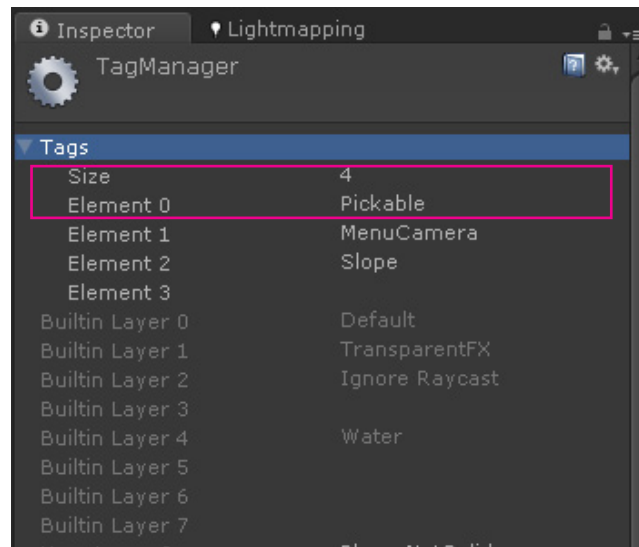 Inspector Lightmapping
TagManager
Tags
Size 4
Element 0 Pickable
Element 1 MenuCamera
Element 2 Slope
Element 3
Builtin Layer 0 Default
Builtin Layer 1 TransparentFX
Builtin Layer 2 Ignore Raycast
Builtin Layer 3
Builtin Layer 4 Water
Builtin Layer 5
Builtin Layer 6
Builtin Layer 7